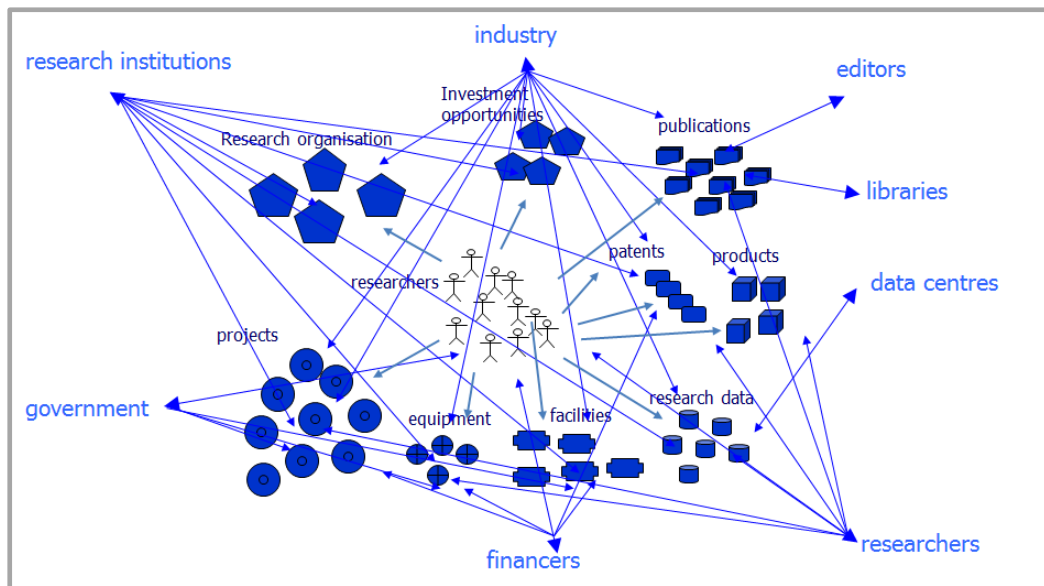 industry
research institutions
editors
Investment
opportunities
publications
Research organisation
libraries
patents
products
researchers
data centres
projects
government
equipment
facilities
research data
financers
researchers